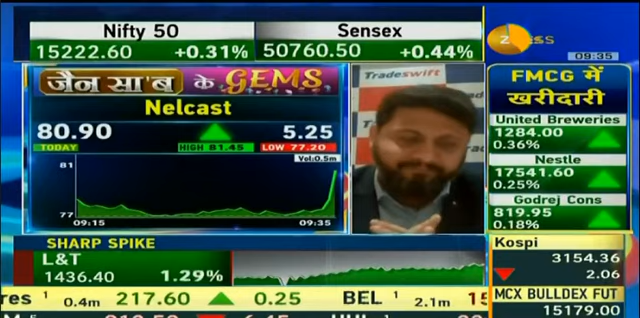 Nifty 50
15222.60 +0.31%
Sensex
50760.50 +0.44%
09:35
जैन सा'ब के GEMS
Nelcast
80.90 5.25
TODAY HIGH 81.45 LOW 77.20
Vol:0.5m
81
77
09:15 09:35
Tradeswift
FMCG में
खरीदारी
United Breweries
1284.00
0.36%
Nestle
17541.60
0.25%
Godrej Cons
819.95
0.18%
SHARP SPIKE
L&T
1436.40 1.29%
Kospi
3154.36
2.06
MCX BULLDEX FUT
15179.00
res 1 0.4m 217.60 0.25 BEL 1 2.1m 15